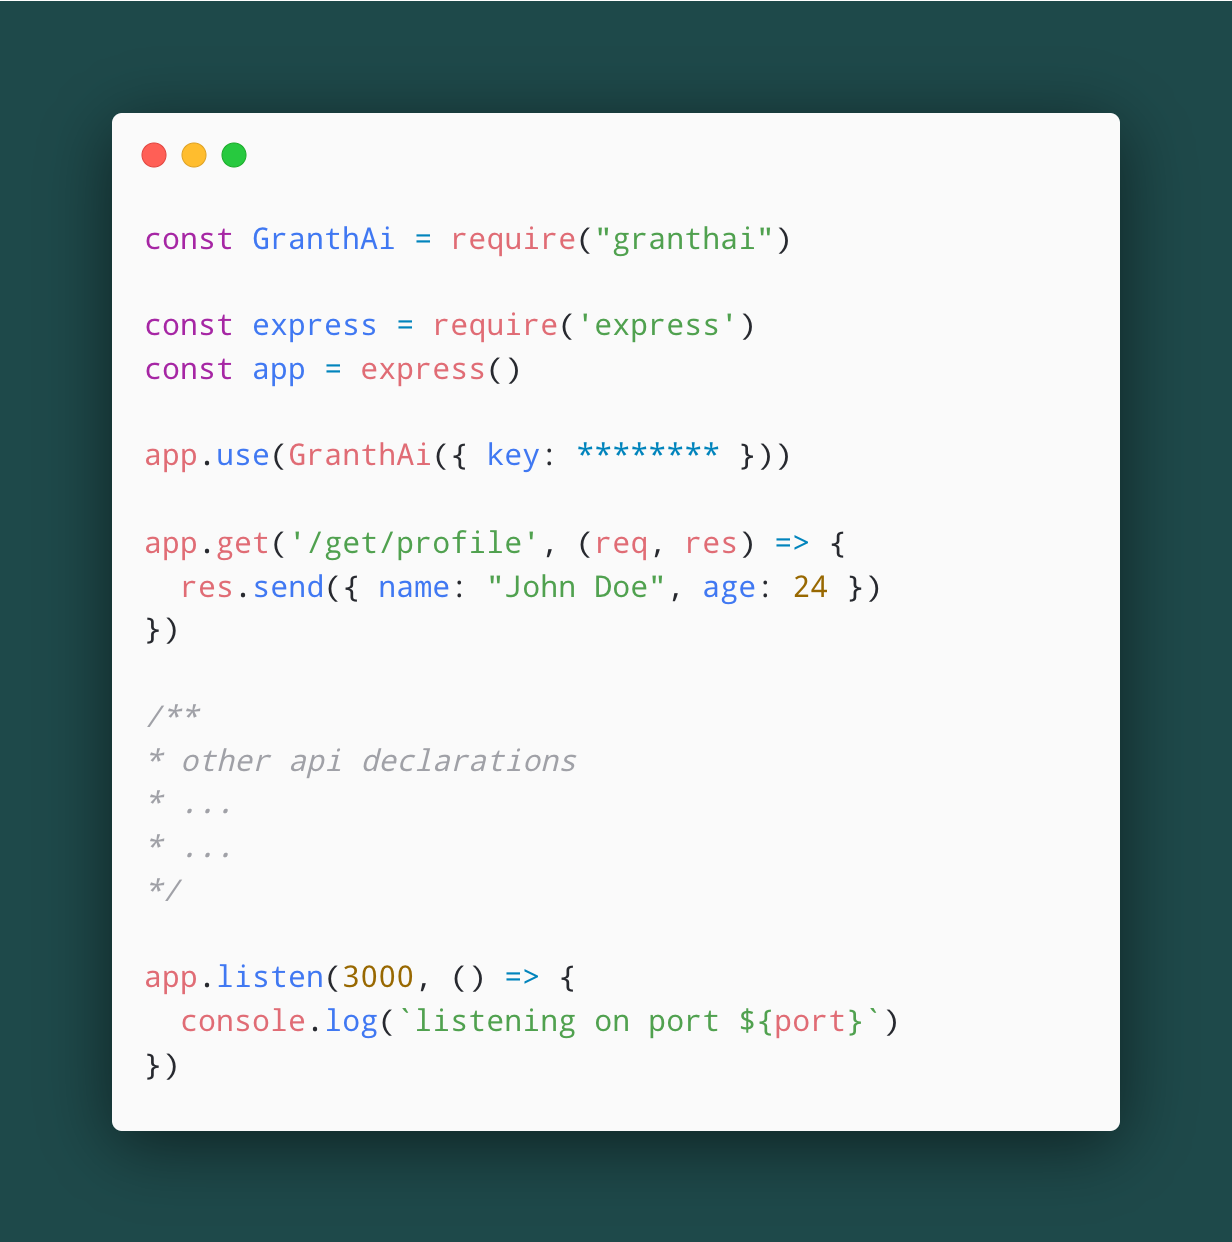 const GranthAi = require("granthai")

const express = require('express')
const app = express()

app.use(GranthAi({ key: ******** }))

app.get('/get/profile', (req, res) => {
  res.send({ name: "John Doe", age: 24 })
})

/**
* other api declarations
* ...
* ...
*/

app.listen(3000, () => {
  console.log(`listening on port ${port}`)
})